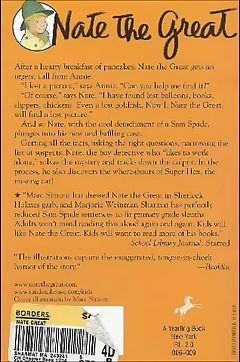 Nate the Great
After a hearty breakfast of pancakes, Nate the Great gets an
urgent call from Annie.
"I lost a picture," says Annie. "Can you help me find it?"
"Of course," says Nate. "I have found lost balloons, books,
slippers, chickens. Even a lost goldfish. Now I, Nate the Great,
will find a lost picture."
And so Nate, with the cool detachment of a Sam Spade,
plunges into his new and baffling case.
Getting all the facts, asking the right questions, narrowing the
list of suspects, Nate, the boy detective who "likes to work
alone," solves the mystery and tracks down the culprit. In the
process, he also discovers the whereabouts of Super Hex, the
missing cat!
★ "Marc Simont has dressed Nate the Great in Sherlock
Holmes garb, and Marjorie Weinman Sharmat has perfectly
reduced Sam Spade sentences to fit primary grade sleuths.
Adults won't mind reading this aloud again and again. Kids will
like Nate the Great. Kids will want to read more of his books."
School Library Journal, Starred
"The illustrations capture the exaggerated, tongue-in-cheek
humor of the story."
—Booklist
www.natethegreat.com
www.randomhouse.com/kids
Cover illustration by Marc Simont
BORDERS
NATE GREAT
SHARMAT MA
4D
A Yearling Book
New York
RL: 2.0
006–009